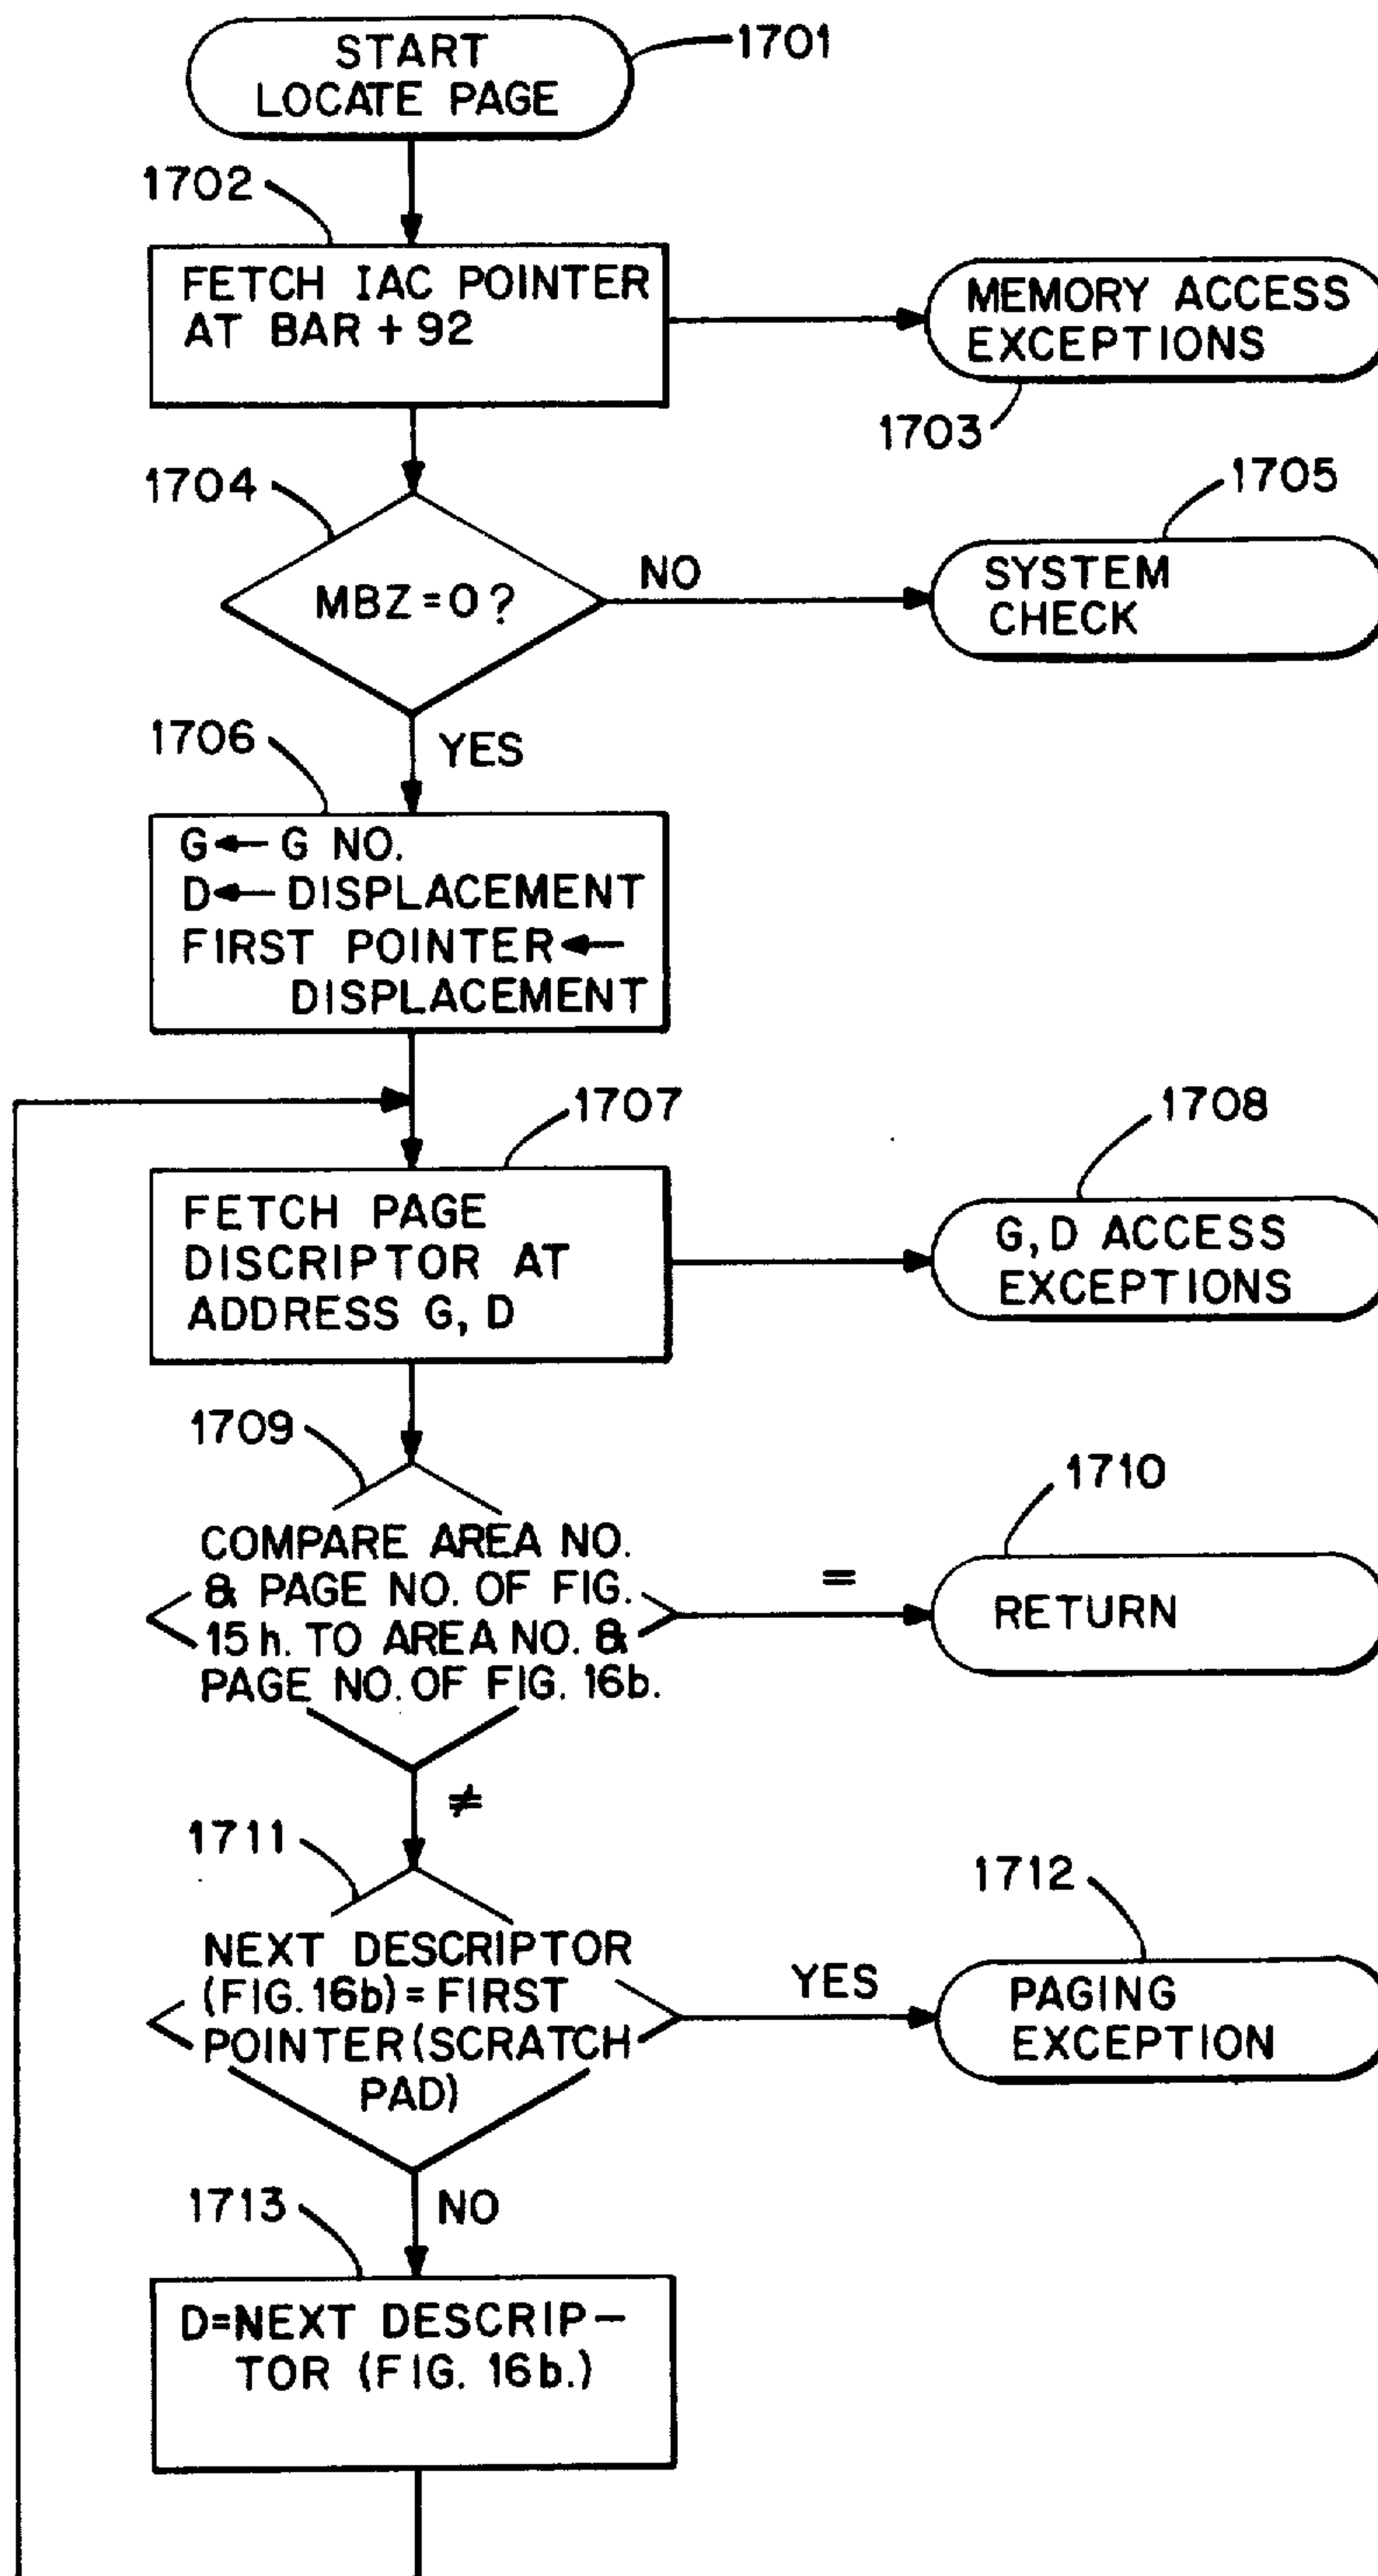 START
LOCATE PAGE
1701
1702
FETCH IAC POINTER
AT BAR + 92
MEMORY ACCESS
EXCEPTIONS
1703
1704
MBZ = 0 ?
NO
1705
SYSTEM
CHECK
YES
1706
G ← G NO.
D ← DISPLACEMENT
FIRST POINTER ←
DISPLACEMENT
1707
FETCH PAGE
DISCRIPTOR AT
ADDRESS G, D
1708
G, D ACCESS
EXCEPTIONS
1709
COMPARE AREA NO.
& PAGE NO. OF FIG.
15h. TO AREA NO. &
PAGE NO. OF FIG. 16b.
=
1710
RETURN
≠
1711
NEXT DESCRIPTOR
(FIG. 16b) = FIRST
POINTER (SCRATCH
PAD)
YES
1712
PAGING
EXCEPTION
NO
1713
D=NEXT DESCRIP-
TOR (FIG. 16b.)